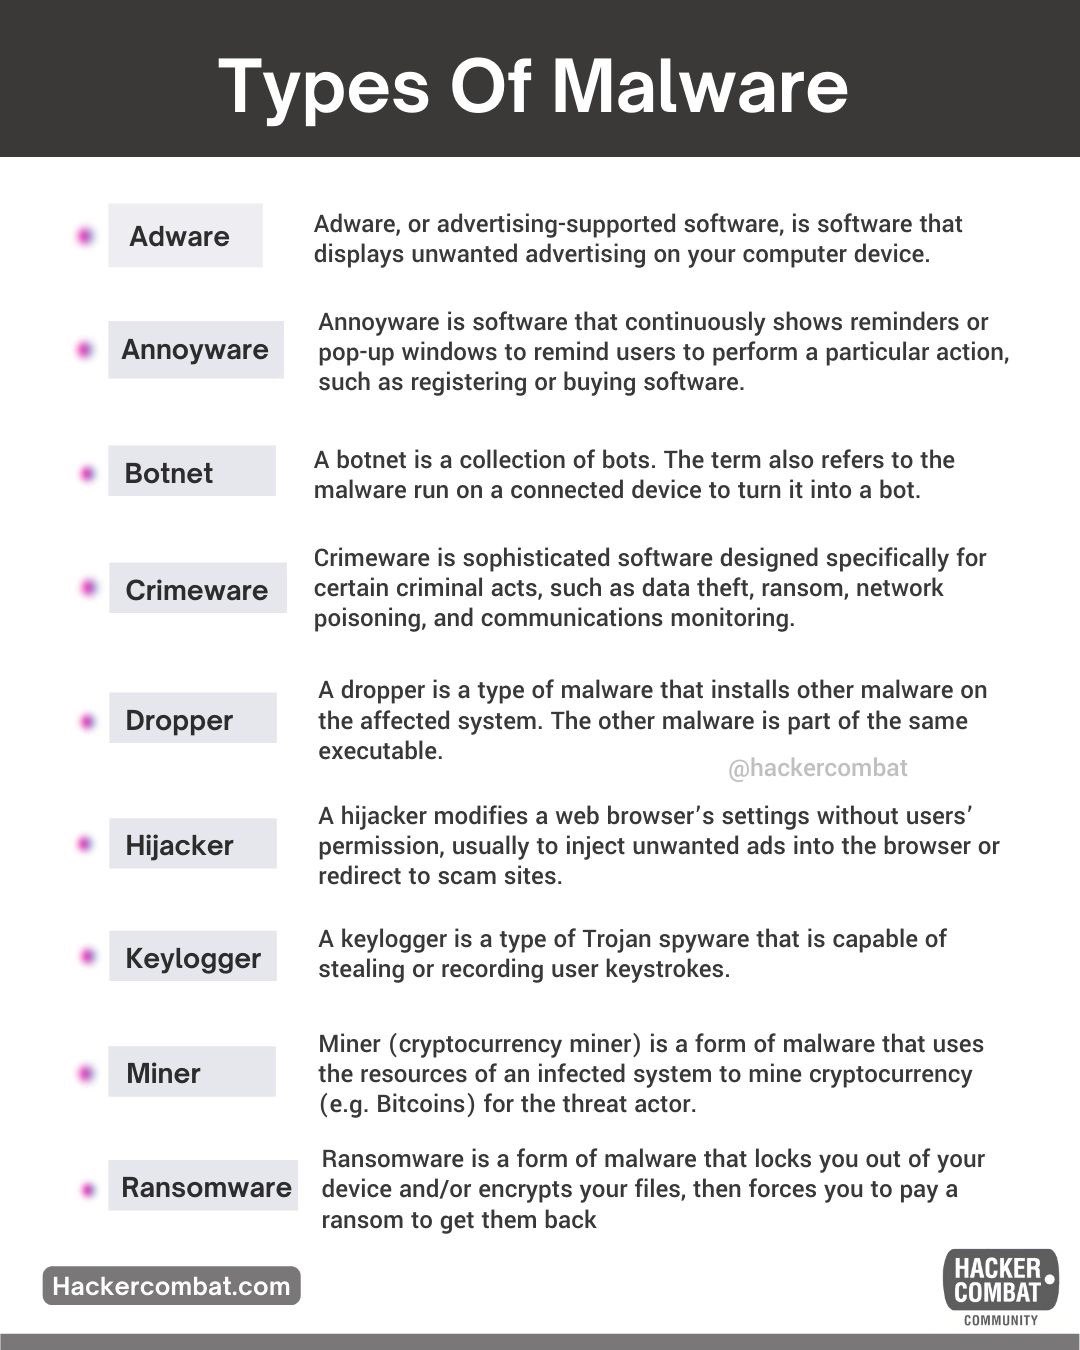 Types Of Malware
Adware
Adware, or advertising-supported software, is software that
displays unwanted advertising on your computer device.
Annoyware
Annoyware is software that continuously shows reminders or
pop-up windows to remind users to perform a particular action,
such as registering or buying software.
Botnet
A botnet is a collection of bots. The term also refers to the
malware run on a connected device to turn it into a bot.
Crimeware
Crimeware is sophisticated software designed specifically for
certain criminal acts, such as data theft, ransom, network
poisoning, and communications monitoring.
Dropper
A dropper is a type of malware that installs other malware on
the affected system. The other malware is part of the same
executable.
@hackercombat
Hijacker
A hijacker modifies a web browser’s settings without users’
permission, usually to inject unwanted ads into the browser or
redirect to scam sites.
Keylogger
A keylogger is a type of Trojan spyware that is capable of
stealing or recording user keystrokes.
Miner
Miner (cryptocurrency miner) is a form of malware that uses
the resources of an infected system to mine cryptocurrency
(e.g. Bitcoins) for the threat actor.
Ransomware
Ransomware is a form of malware that locks you out of your
device and/or encrypts your files, then forces you to pay a
ransom to get them back
Hackercombat.com
HACKER
COMBAT
COMMUNITY